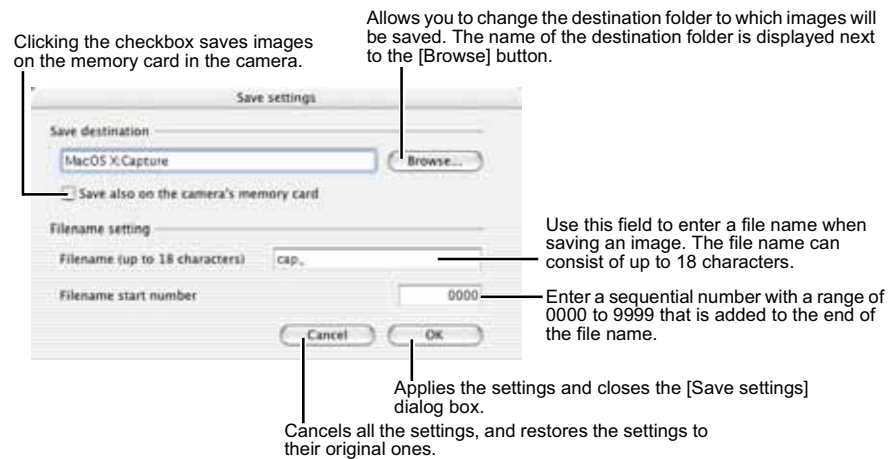 Allows you to change the destination folder to which images will
be saved. The name of the destination folder is displayed next
to the [Browse] button.
Clicking the checkbox saves images
on the memory card in the camera.
Save settings
Save destination
MacOS X:Capture
Browse...
Save also on the camera's memory card
Filename setting
Filename (up to 18 characters)
cap_
Use this field to enter a file name when
saving an image. The file name can
consist of up to 18 characters.
Filename start number
0000
Enter a sequential number with a range of
0000 to 9999 that is added to the end of
the file name.
Cancel
OK
Applies the settings and closes the [Save settings]
dialog box.
Cancels all the settings, and restores the settings to
their original ones.